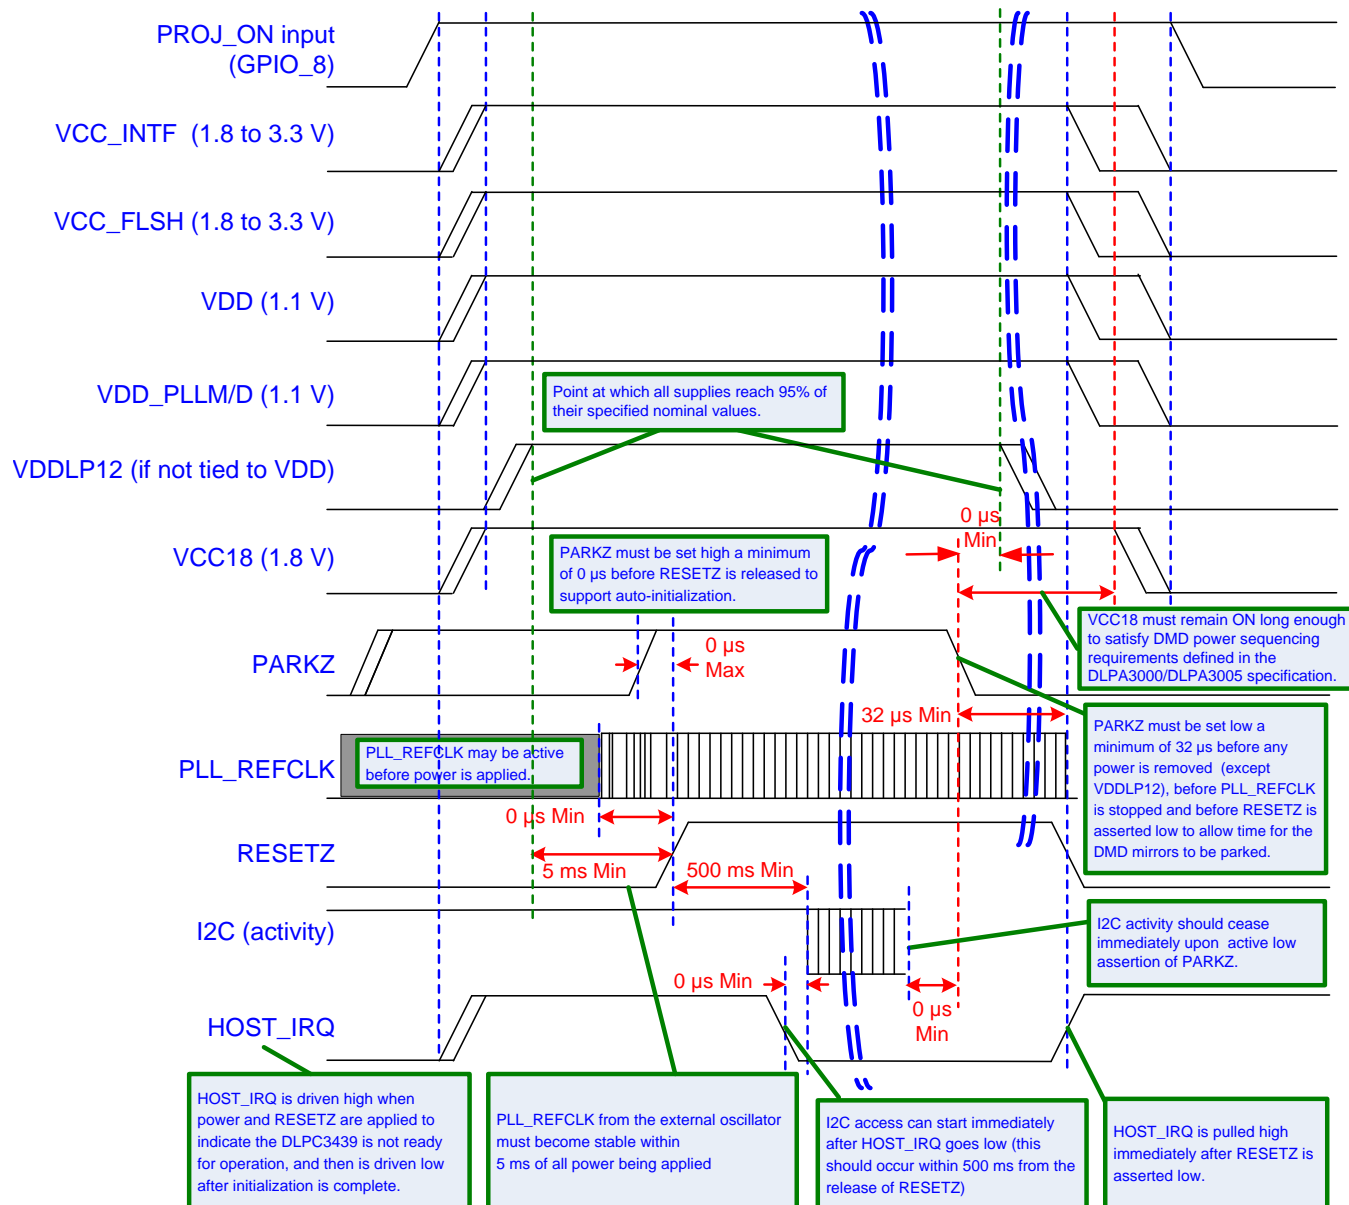 PROJ_ON input
(GPIO_8)
VCC_INTF (1.8 to 3.3 V)
VCC_FLSH (1.8 to 3.3 V)
VDD (1.1 V)
VDD_PLLM/D (1.1 V)
Point at which all supplies reach 95% of
their specified nominal values.
VDDLP12 (if not tied to VDD)
0 µs
Min
VCC18 (1.8 V)
PARKZ must be set high a minimum
of 0 µs before RESETZ is released to
support auto-initialization.
VCC18 must remain ON long enough
to satisfy DMD power sequencing
requirements defined in the
DLPA3000/DLPA3005 specification.
PARKZ
0 µs
Max
32 µs Min
PARKZ must be set low a
minimum of 32 µs before any
power is removed (except
VDDLP12), before PLL_REFCLK
is stopped and before RESETZ is
asserted low to allow time for the
DMD mirrors to be parked.
PLL_REFCLK
PLL_REFCLK may be active
before power is applied.
0 µs Min
RESETZ
5 ms Min
500 ms Min
I2C (activity)
I2C activity should cease
immediately upon active low
assertion of PARKZ.
0 µs Min
0 µs
Min
HOST_IRQ
HOST_IRQ is driven high when
power and RESETZ are applied to
indicate the DLPC3439 is not ready
for operation, and then is driven low
after initialization is complete.
PLL_REFCLK from the external oscillator
must become stable within
5 ms of all power being applied
I2C access can start immediately
after HOST_IRQ goes low (this
should occur within 500 ms from the
release of RESETZ)
HOST_IRQ is pulled high
immediately after RESETZ is
asserted low.